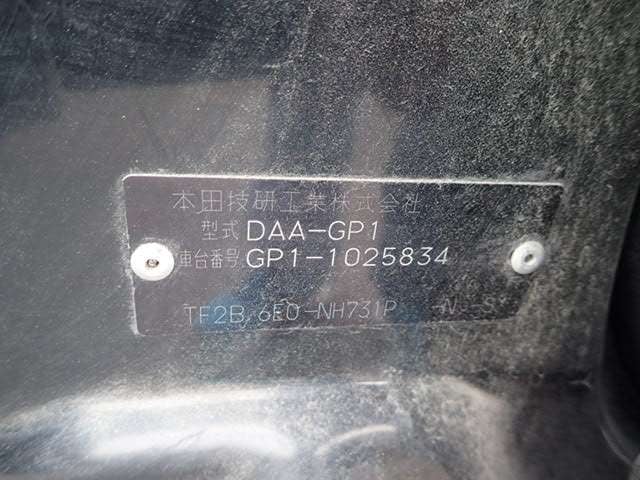 本田技研工業株式会社
型式 DAA-GP1
車台番号 GP1-1025834
TF2B 6E0-NH731P -N--S